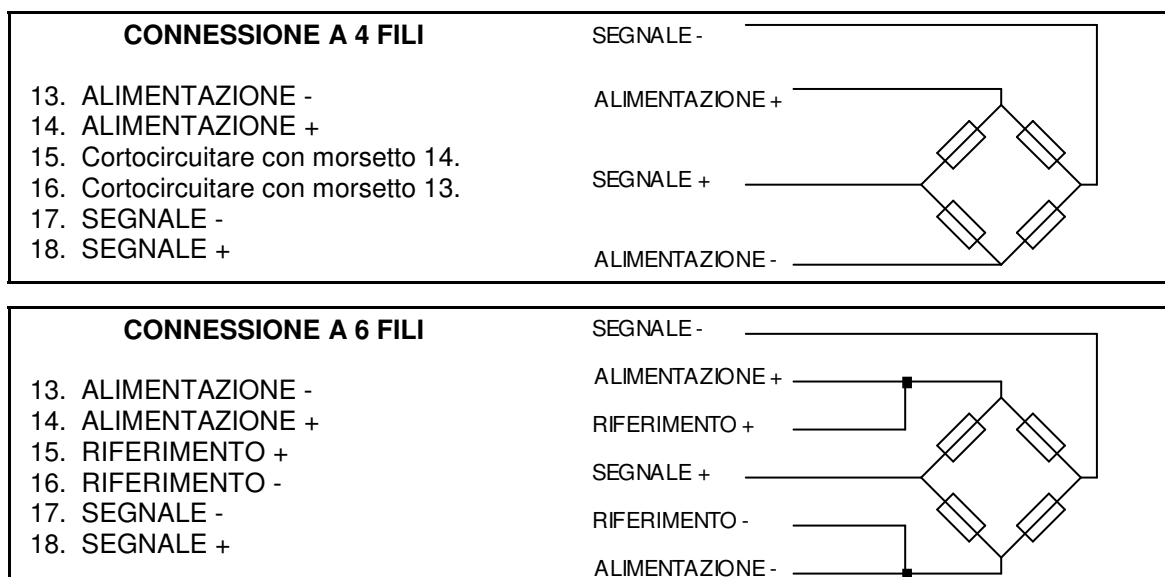 CONNESSIONE A 4 FILI
13. ALIMENTAZIONE -
14. ALIMENTAZIONE +
15. Cortocircuitare con morsetto 14.
16. Cortocircuitare con morsetto 13.
17. SEGNALE -
18. SEGNALE +
SEGNALE -
ALIMENTAZIONE +
SEGNALE +
ALIMENTAZIONE -
CONNESSIONE A 6 FILI
13. ALIMENTAZIONE -
14. ALIMENTAZIONE +
15. RIFERIMENTO +
16. RIFERIMENTO -
17. SEGNALE -
18. SEGNALE +
SEGNALE -
ALIMENTAZIONE +
RIFERIMENTO +
SEGNALE +
RIFERIMENTO -
ALIMENTAZIONE -